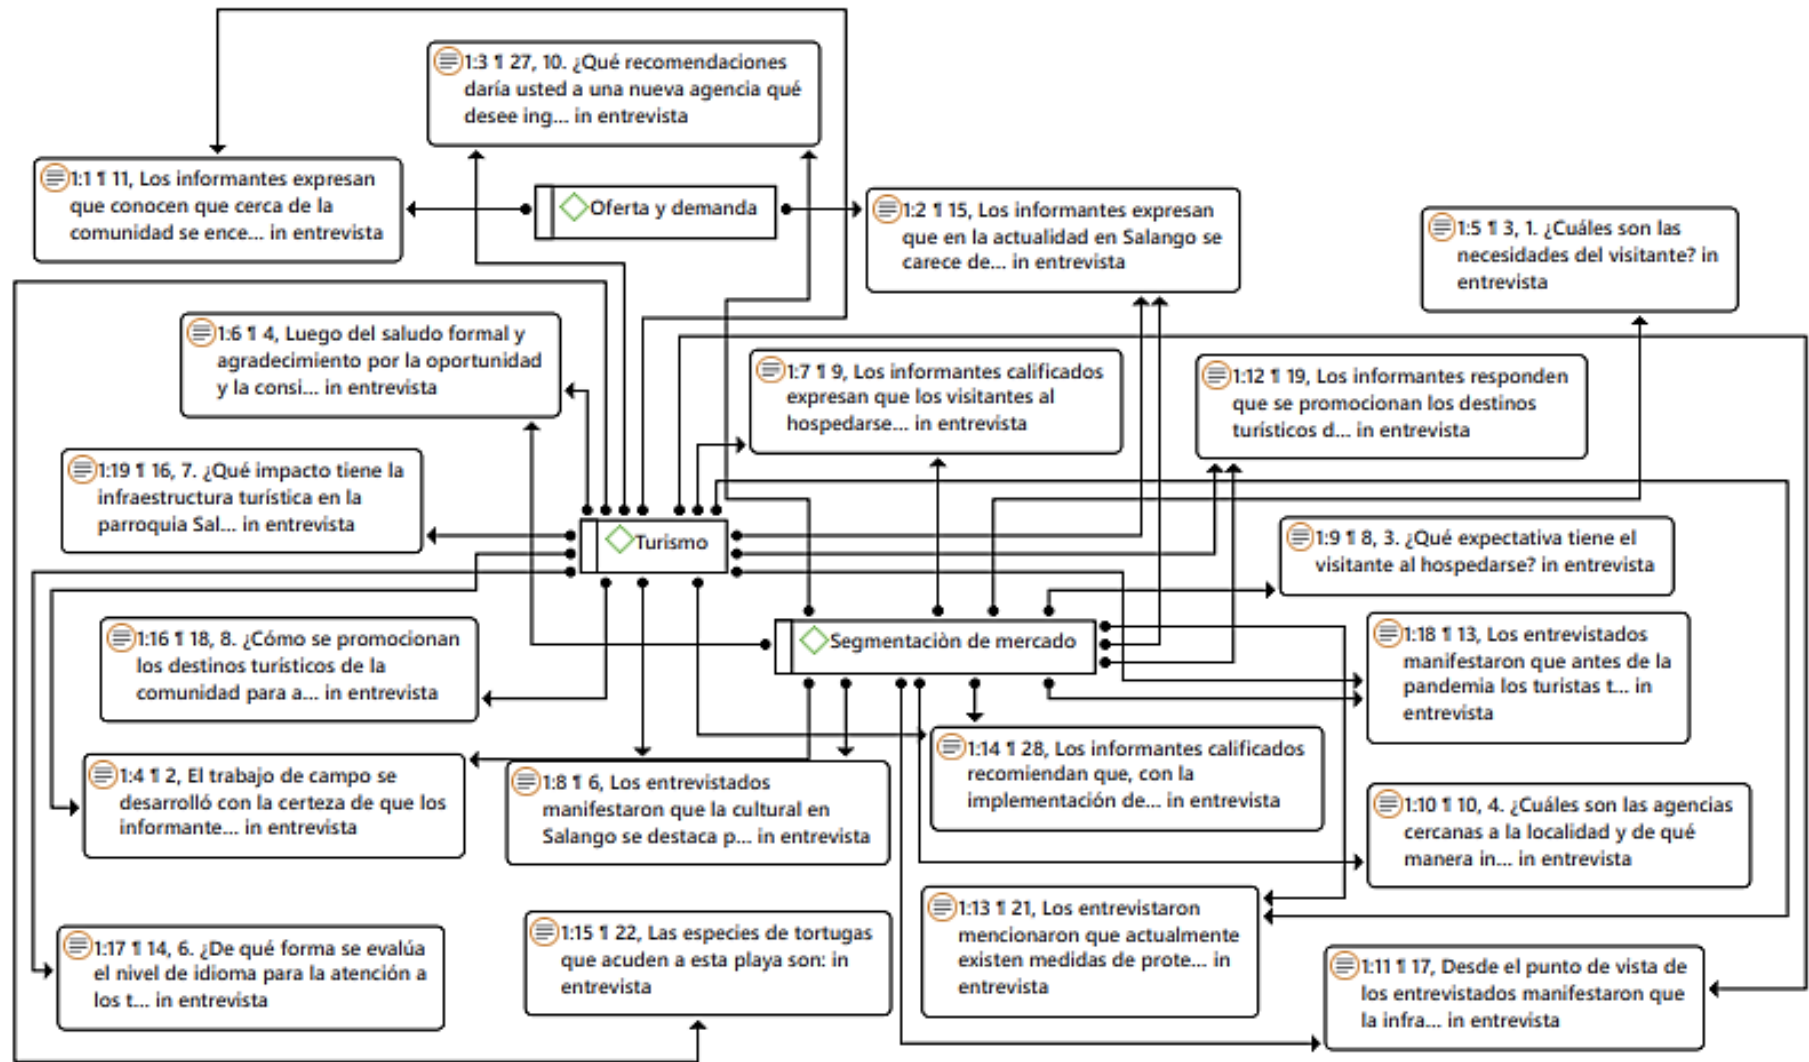 1:3 ¶ 27, 10. ¿Qué recomendaciones
daría usted a una nueva agencia qué
desee ing... in entrevista
1:1 ¶ 11, Los informantes expresan
que conocen que cerca de la
comunidad se ence... in entrevista
Oferta y demanda
1:2 ¶ 15, Los informantes expresan
que en la actualidad en Salango se
carece de... in entrevista
1:5 ¶ 3, 1. ¿Cuáles son las
necesidades del visitante? in
entrevista
1:6 ¶ 4, Luego del saludo formal y
agradecimiento por la oportunidad
y la consi... in entrevista
1:7 ¶ 9, Los informantes calificados
expresan que los visitantes al
hospedarse... in entrevista
1:12 ¶ 19, Los informantes responden
que se promocionan los destinos
turísticos d... in entrevista
1:19 ¶ 16, 7. ¿Qué impacto tiene la
infraestructura turística en la
parroquia Sal... in entrevista
Turismo
1:9 ¶ 8, 3. ¿Qué expectativa tiene el
visitante al hospedarse? in entrevista
1:16 ¶ 18, 8. ¿Cómo se promocionan
los destinos turísticos de la
comunidad para a... in entrevista
Segmentaciòn de mercado
1:18 ¶ 13, Los entrevistados
manifestaron que antes de la
pandemia los turistas t... in
entrevista
1:4 ¶ 2, El trabajo de campo se
desarrolló con la certeza de que los
informante... in entrevista
1:8 ¶ 6, Los entrevistados
manifestaron que la cultural en
Salango se destaca p... in entrevista
1:14 ¶ 28, Los informantes calificados
recomiendan que, con la
implementación de... in entrevista
1:10 ¶ 10, 4. ¿Cuáles son las agencias
cercanas a la localidad y de qué
manera in... in entrevista
1:17 ¶ 14, 6. ¿De qué forma se evalúa
el nivel de idioma para la atención a
los t... in entrevista
1:15 ¶ 22, Las especies de tortugas
que acuden a esta playa son: in
entrevista
1:13 ¶ 21, Los entrevistaron
mencionaron que actualmente
existen medidas de prote... in
entrevista
1:11 ¶ 17, Desde el punto de vista de
los entrevistados manifestaron que
la infra... in entrevista